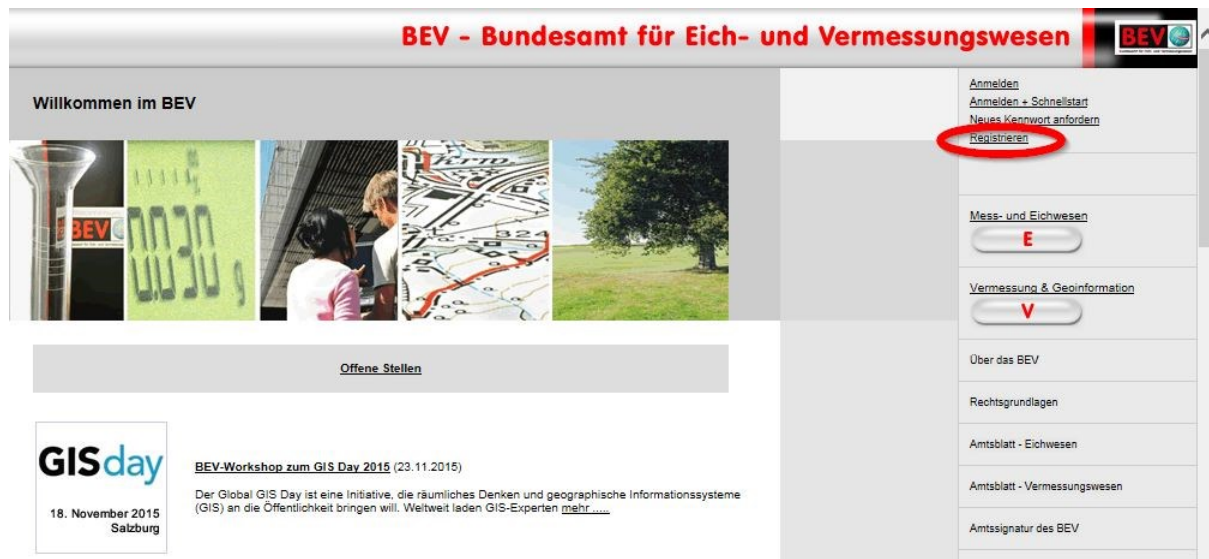 BEV - Bundesamt für Eich- und Vermessungswesen
BEV
Anmelden
Anmelden + Schnellstart
Neues Kennwort anfordern
Registrieren
Willkommen im BEV
BEV
Krrw
324
Mess- und Eichwesen
E
Vermessung & Geoinformation
V
Über das BEV
Rechtsgrundlagen
Amtsblatt - Eichwesen
Amtsblatt - Vermessungswesen
Amtssignatur des BEV
Offene Stellen
GISday
18. November 2015
Salzburg
BEV-Workshop zum GIS Day 2015 (23.11.2015)
Der Global GIS Day ist eine Initiative, die räumliches Denken und geographische Informationssysteme
(GIS) an die Öffentlichkeit bringen will. Weltweit laden GIS-Experten mehr .....